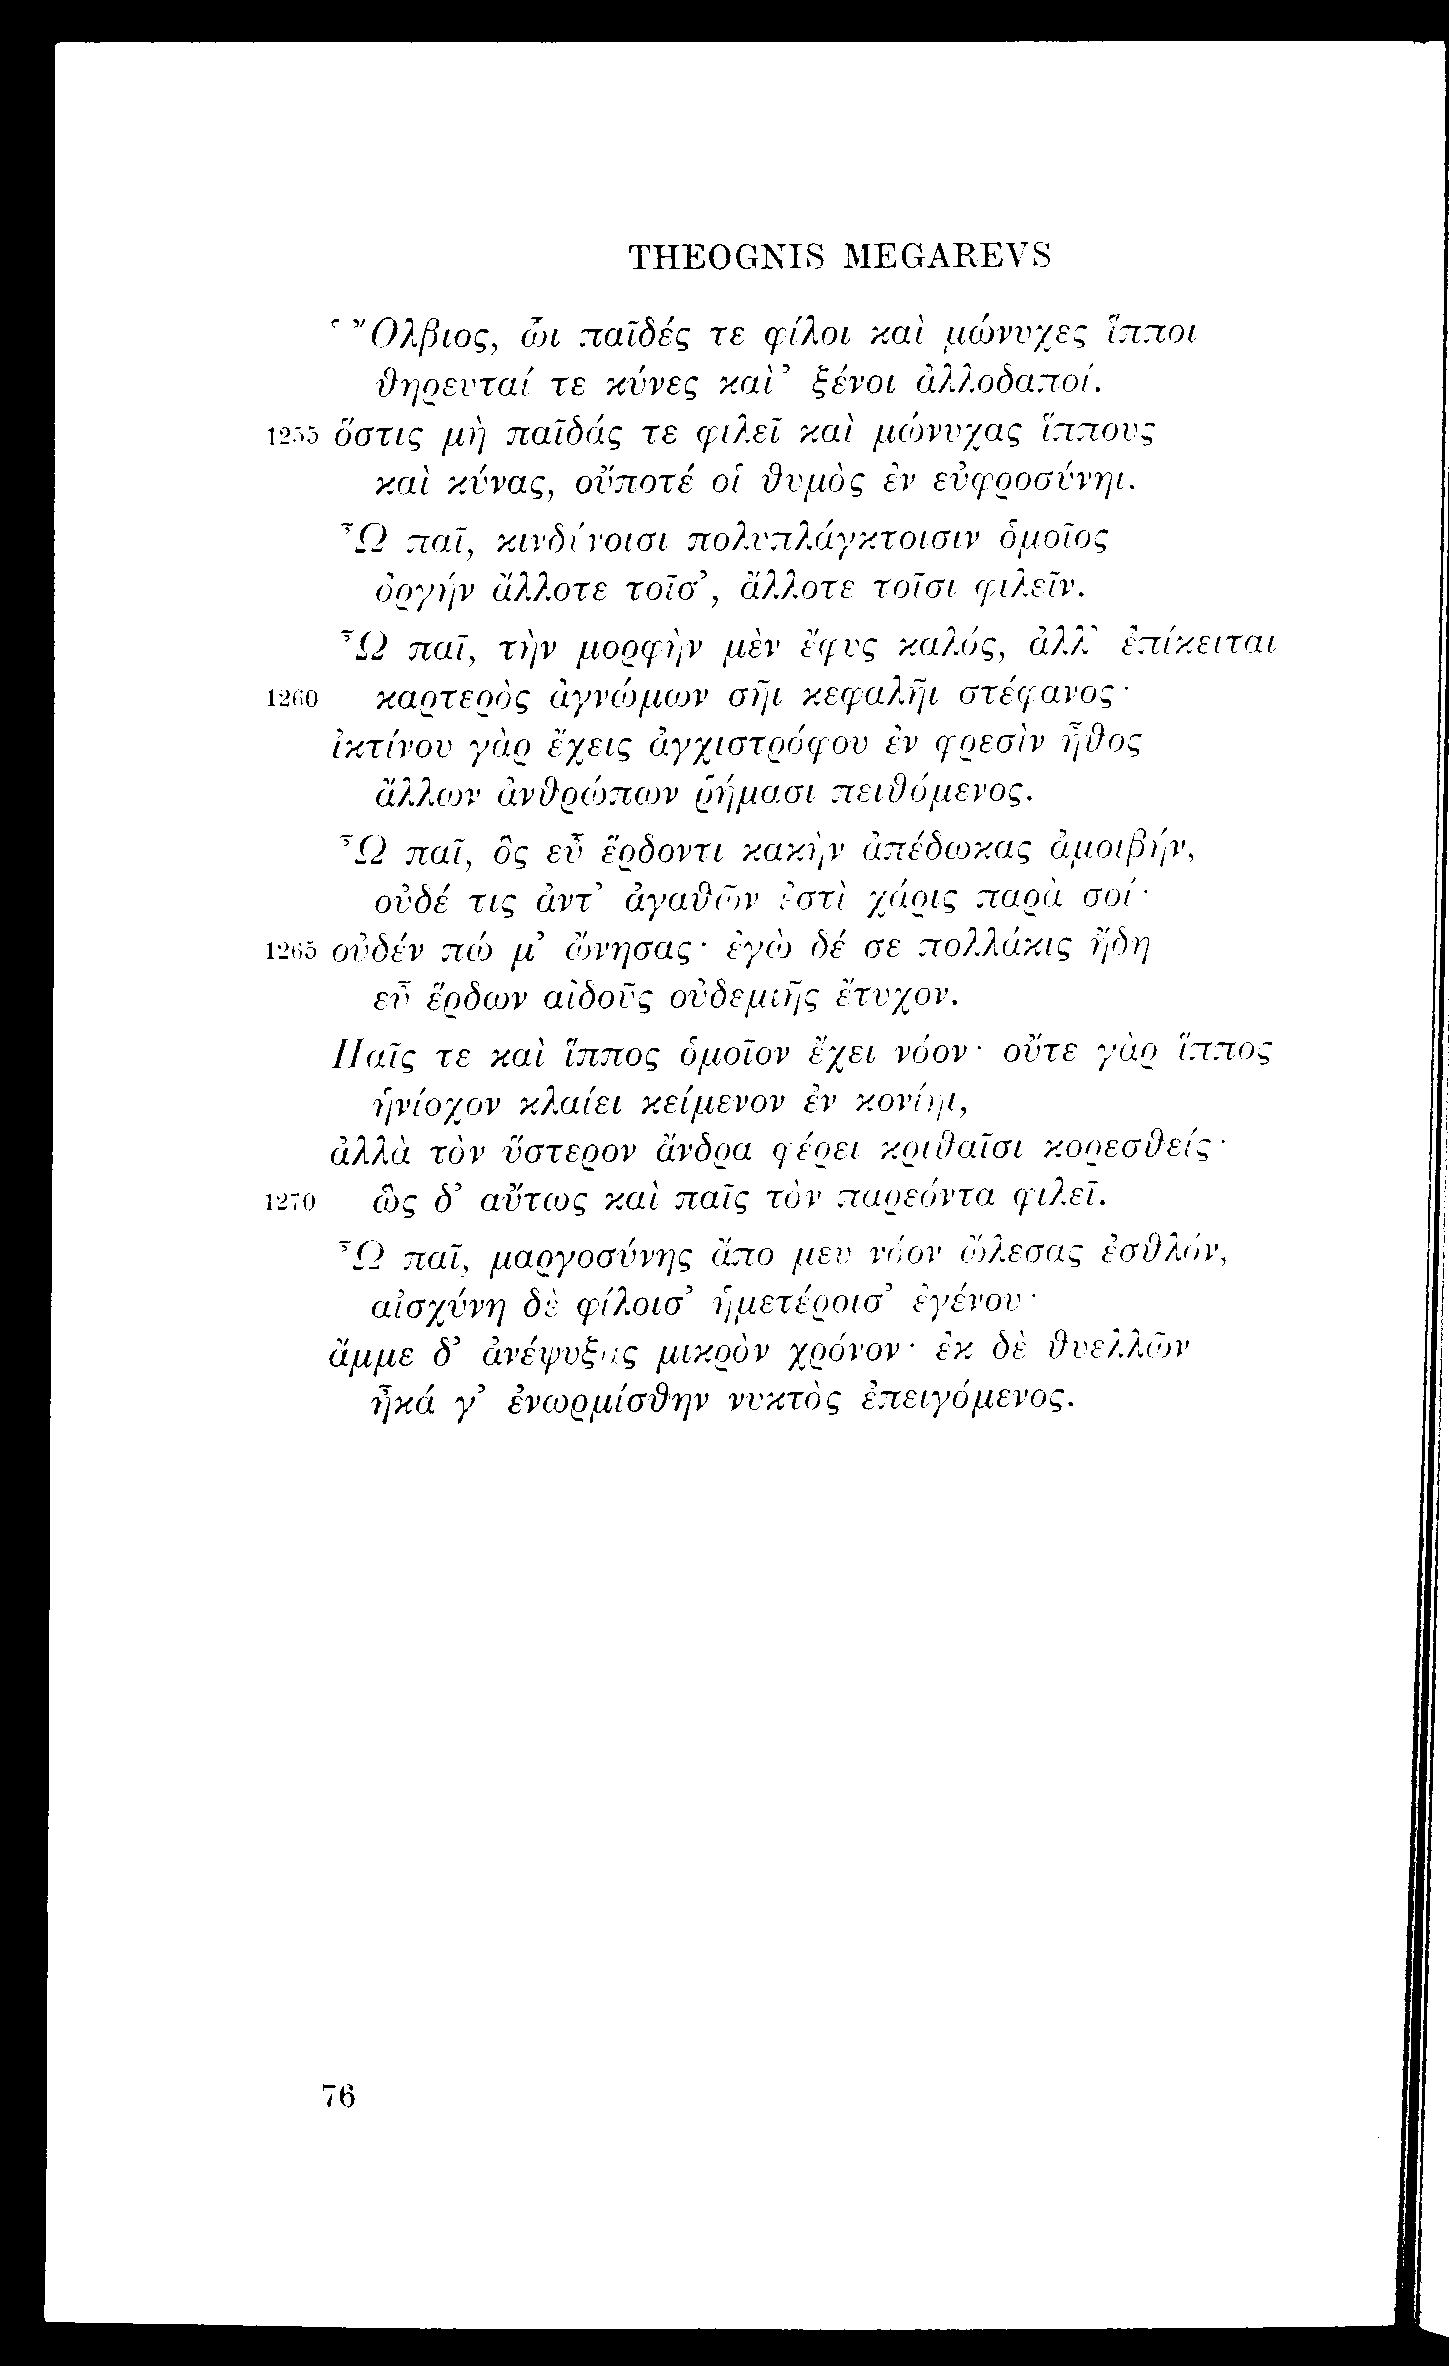 THEOGNIS MEGAREVS
‘ Ὄλβιος, ὧι παῖδές τε φίλοι καὶ μώνυχες ἵπποι
θηρευταί τε κύνες καὶ’ ξένοι ἀλλοδαποί.
1255 ὅστις μὴ παῖδάς τε φιλεῖ καὶ μώνυχας ἵππους
καὶ κύνας, οὔποτέ οἱ θυμὸς ἐν εὐφροσύνηι.
Ὦ παῖ, κινδύνοισι πολυπλάγκτοισιν ὁμοῖος
ὀργήν ἄλλοτε τοῖσ’, ἄλλοτε τοῖσι φιλεῖν.
Ὦ παῖ, τὴν μορφὴν μὲν ἔφυς καλός, ἀλλ’ ἐπίκειται
1260 καρτερὸς ἀγνώμων σῆι κεφαλῆι στέφανος·
ἰκτίνου γὰρ ἔχεις ἀγχιστρόφου ἐν φρεσὶν ἦθος
ἄλλων ἀνθρώπων ῥήμασι πειθόμενος.
Ὦ παῖ, ὃς εὖ ἔρδοντι κακὴν ἀπέδωκας ἀμοιβήν,
οὐδέ τις ἀντ’ ἀγαθῶν ἐστὶ χάρις παρὰ σοί·
1265 οὐδέν πώ μ’ ὤνησας· ἐγὼ δέ σε πολλάκις ἤδη
εὖ ἔρδων αἰδοῦς οὐδεμιῆς ἔτυχον.
Παῖς τε καὶ ἵππος ὁμοῖον ἔχει νόον· οὔτε γὰρ ἵππος
ἡνίοχον κλαίει κείμενον ἐν κονίηι,
ἀλλὰ τὸν ὕστερον ἄνδρα φέρει κριθαῖσι κορεσθείς·
1270 ὣς δ’ αὔτως καὶ παῖς τὸν παρεόντα φιλεῖ.
Ὦ παῖ, μαργοσύνης ἄπο μευ νόον ὤλεσας ἐσθλόν,
αἰσχύνη δὲ φίλοισ’ ἡμετέροισ’ ἐγένου·
ἄμμε δ’ ἀνέψυξας μικρὸν χρόνον· ἐκ δὲ θυελλῶν
ἦκά γ’ ἐνωρμίσθην νυκτὸς ἐπειγόμενος.
76